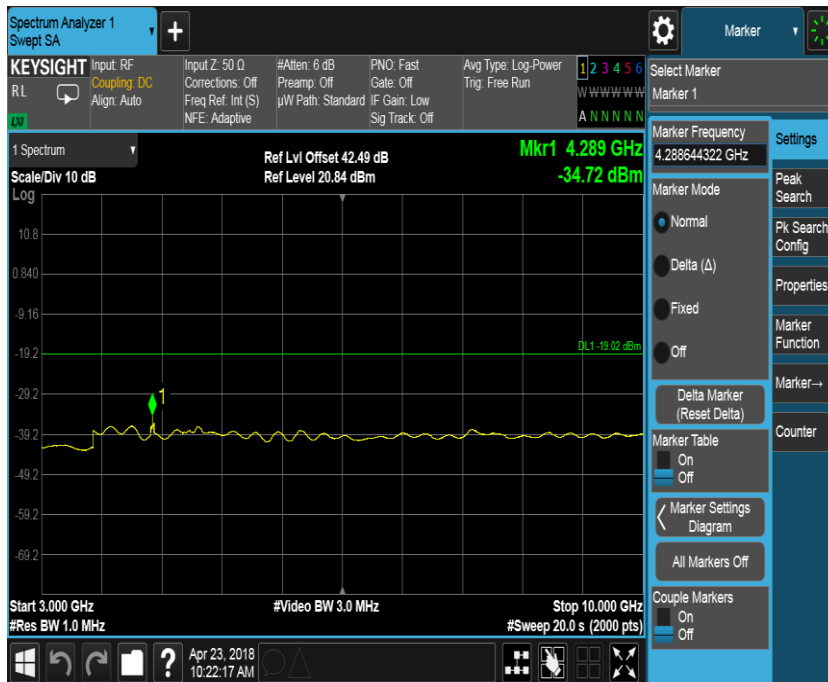 Spectrum Analyzer 1
Swept SA
+
Marker
KEYSIGHT
RL
LXI
Input: RF
Coupling: DC
Align: Auto
Input Z: 50 Ω
Corrections: Off
Freq Ref: Int (S)
NFE: Adaptive
#Atten: 6 dB
Preamp: Off
µW Path: Standard
PNO: Fast
Gate: Off
IF Gain: Low
Sig Track: Off
Avg Type: Log-Power
Trig: Free Run
1 2 3 4 5 6
W W W W W W
A N N N N N
Select Marker
Marker 1
1 Spectrum
Scale/Div 10 dB
Log
Ref Lvl Offset 42.49 dB
Ref Level 20.84 dBm
Mkr1 4.289 GHz
-34.72 dBm
10.8
0.840
-9.16
-19.2
-29.2
-39.2
-49.2
-59.2
-69.2
DL1 -19.02 dBm
1
Start 3.000 GHz
#Res BW 1.0 MHz
#Video BW 3.0 MHz
Stop 10.000 GHz
#Sweep 20.0 s (2000 pts)
Marker Frequency
4.288644322 GHz
Marker Mode
Normal
Delta (Δ)
Fixed
Off
Delta Marker
(Reset Delta)
Marker Table
On
Off
Marker Settings
Diagram
All Markers Off
Couple Markers
On
Off
Settings
Peak
Search
Pk Search
Config
Properties
Marker
Function
Marker→
Counter
?
Apr 23, 2018
10:22:17 AM